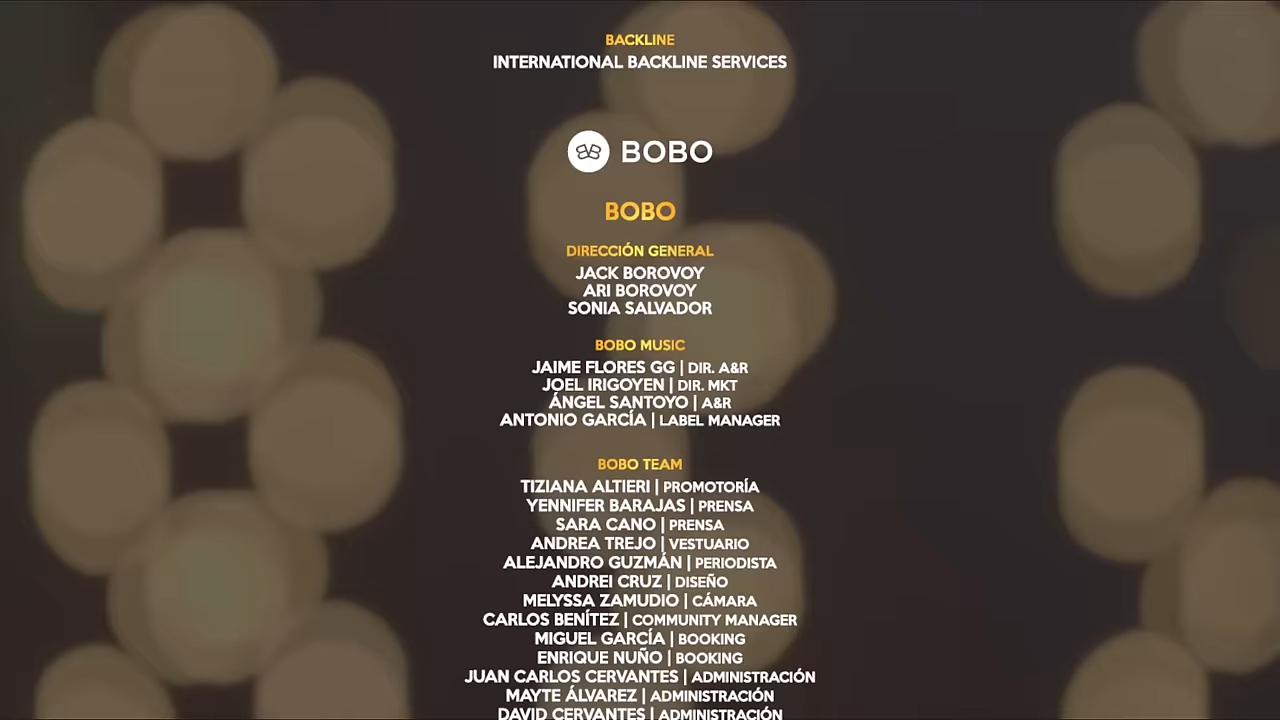 BACKLINE
INTERNATIONAL BACKLINE SERVICES
BOBO
BOBO
DIRECCIÓN GENERAL
JACK BOROVOY
ARI BOROVOY
SONIA SALVADOR
BOBO MUSIC
JAIME FLORES GG | DIR. A&R
JOEL IRIGOYEN | DIR. MKT
ÁNGEL SANTOYO | A&R
ANTONIO GARCÍA | LABEL MANAGER
BOBO TEAM
TIZIANA ALTIERI | PROMOTORÍA
YENNIFER BARAJAS | PRENSA
SARA CANO | PRENSA
ANDREA TREJO | VESTUARIO
ALEJANDRO GUZMÁN | PERIODISTA
ANDREI CRUZ | DISEÑO
MELYSSA ZAMUDIO | CÁMARA
CARLOS BENÍTEZ | COMMUNITY MANAGER
MIGUEL GARCÍA | BOOKING
ENRIQUE NUÑO | BOOKING
JUAN CARLOS CERVANTES | ADMINISTRACIÓN
MAYTE ÁLVAREZ | ADMINISTRACIÓN
DAVID CERVANTES | ADMINISTRACIÓN